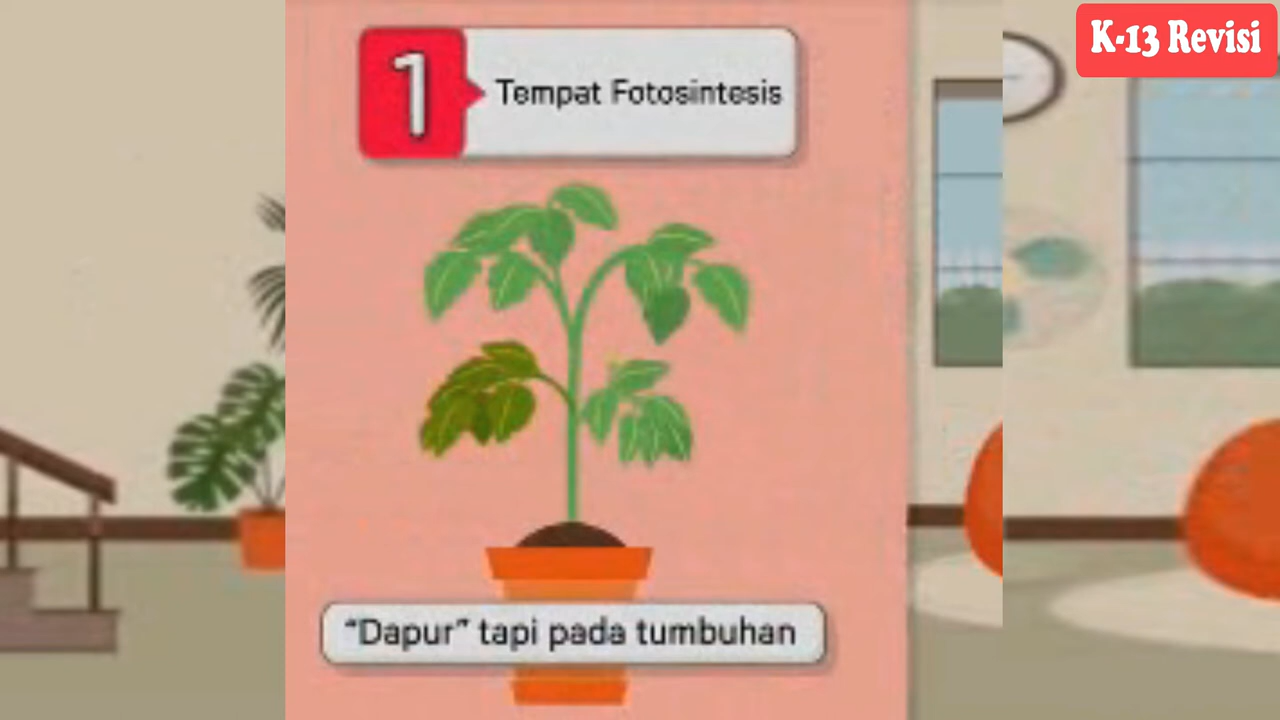 K-13 Revisi
1
Tempat Fotosintesis
"Dapur" tapi pada tumbuhan